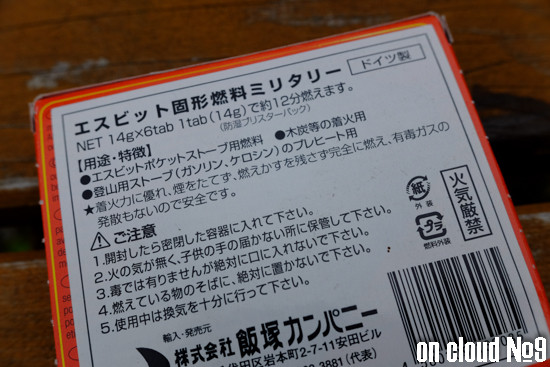 エスビット固形燃料ミリタリー
ドイツ製
NET 14g×6tab 1tab(14g)で約12分燃えます。
(防湿ブリスターパック)
【用途・特徴】
●エスビットポケットストーブ用燃料 ●木炭等の着火用
●登山用ストーブ(ガソリン、ケロシン)のプレヒート用
★着火力に優れ、煙をたてず、燃えかすを残さず完全に燃え、有毒ガスの
発散もないので安全です。
ご注意
1.開封したら密閉した容器に入れて下さい。
2.火の気が無く、子供の手の届かない所に保管して下さい。
3.毒では有りませんが絶対に口に入れないで下さい。
4.燃えている物のそばに、絶対に置かないで下さい。
5.使用中は換気を十分に行って下さい。
紙
外装
プラ
燃料外装
火気厳禁
輸入・発売元
株式会社 飯塚カンパニー
代田区岩本町2-7-11安田ビル
3881(代表)
on cloud №9